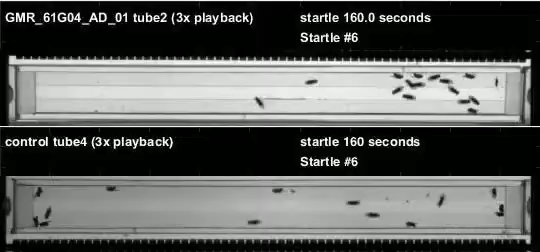 GMR_61G04_AD_01 tube2 (3x playback)
startle 160.0 seconds
Startle #6
control tube4 (3x playback)
startle 160 seconds
Startle #6